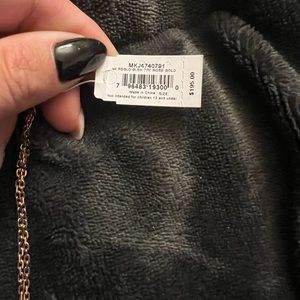 MKJ4740791
7 96483 19300 0
Made in China / SIZE:
Not intended for children 12 and under
$195.00